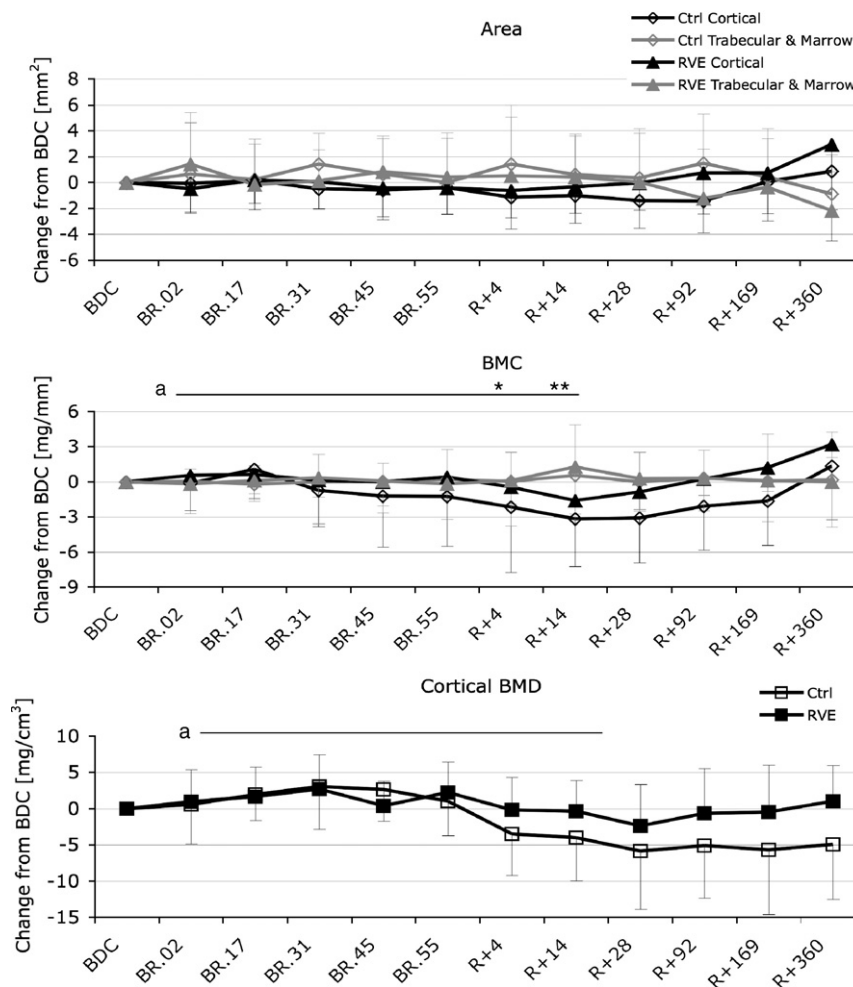 Area
Ctrl Cortical
Ctrl Trabecular & Marrow
RVE Cortical
RVE Trabecular & Marrow
Change from BDC [mm²]
8
6
4
2
0
-2
-4
-6
BDC
BR.02
BR.17
BR.31
BR.45
BR.55
R+4
R+14
R+28
R+92
R+169
R+360
BMC
a
*
**
Change from BDC [mg/mm]
6
3
0
-3
-6
-9
BDC
BR.02
BR.17
BR.31
BR.45
BR.55
R+4
R+14
R+28
R+92
R+169
R+360
Cortical BMD
Ctrl
RVE
a
Change from BDC [mg/cm³]
10
5
0
-5
-10
-15
BDC
BR.02
BR.17
BR.31
BR.45
BR.55
R+4
R+14
R+28
R+92
R+169
R+360